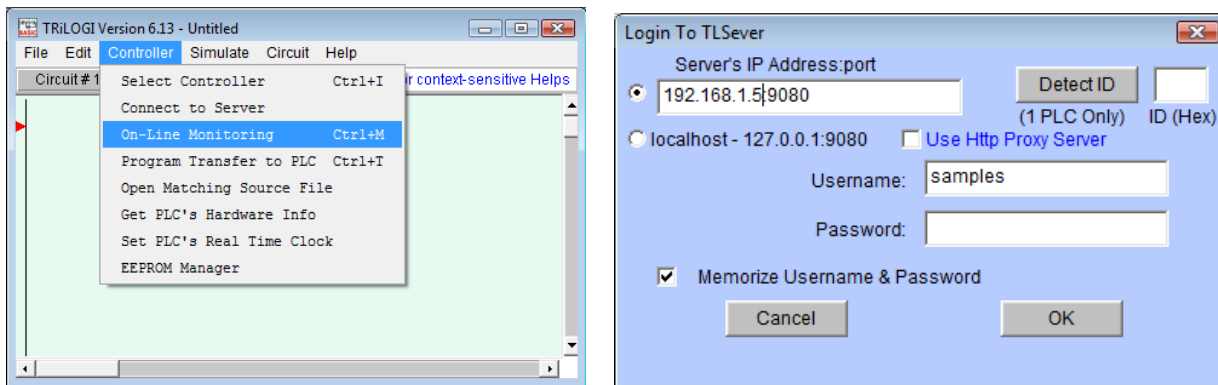 TRiLOGI Version 6.13 - Untitled
File Edit Controller Simulate Circuit Help
Circuit # 1
r context-sensitive Helps
Select Controller Ctrl+I
Connect to Server
On-Line Monitoring Ctrl+M
Program Transfer to PLC Ctrl+T
Open Matching Source File
Get PLC's Hardware Info
Set PLC's Real Time Clock
EEPROM Manager
Login To TLSever
Server's IP Address:port
192.168.1.5:9080
Detect ID
(1 PLC Only) ID (Hex)
localhost - 127.0.0.1:9080 Use Http Proxy Server
Username: samples
Password:
Memorize Username & Password
Cancel OK